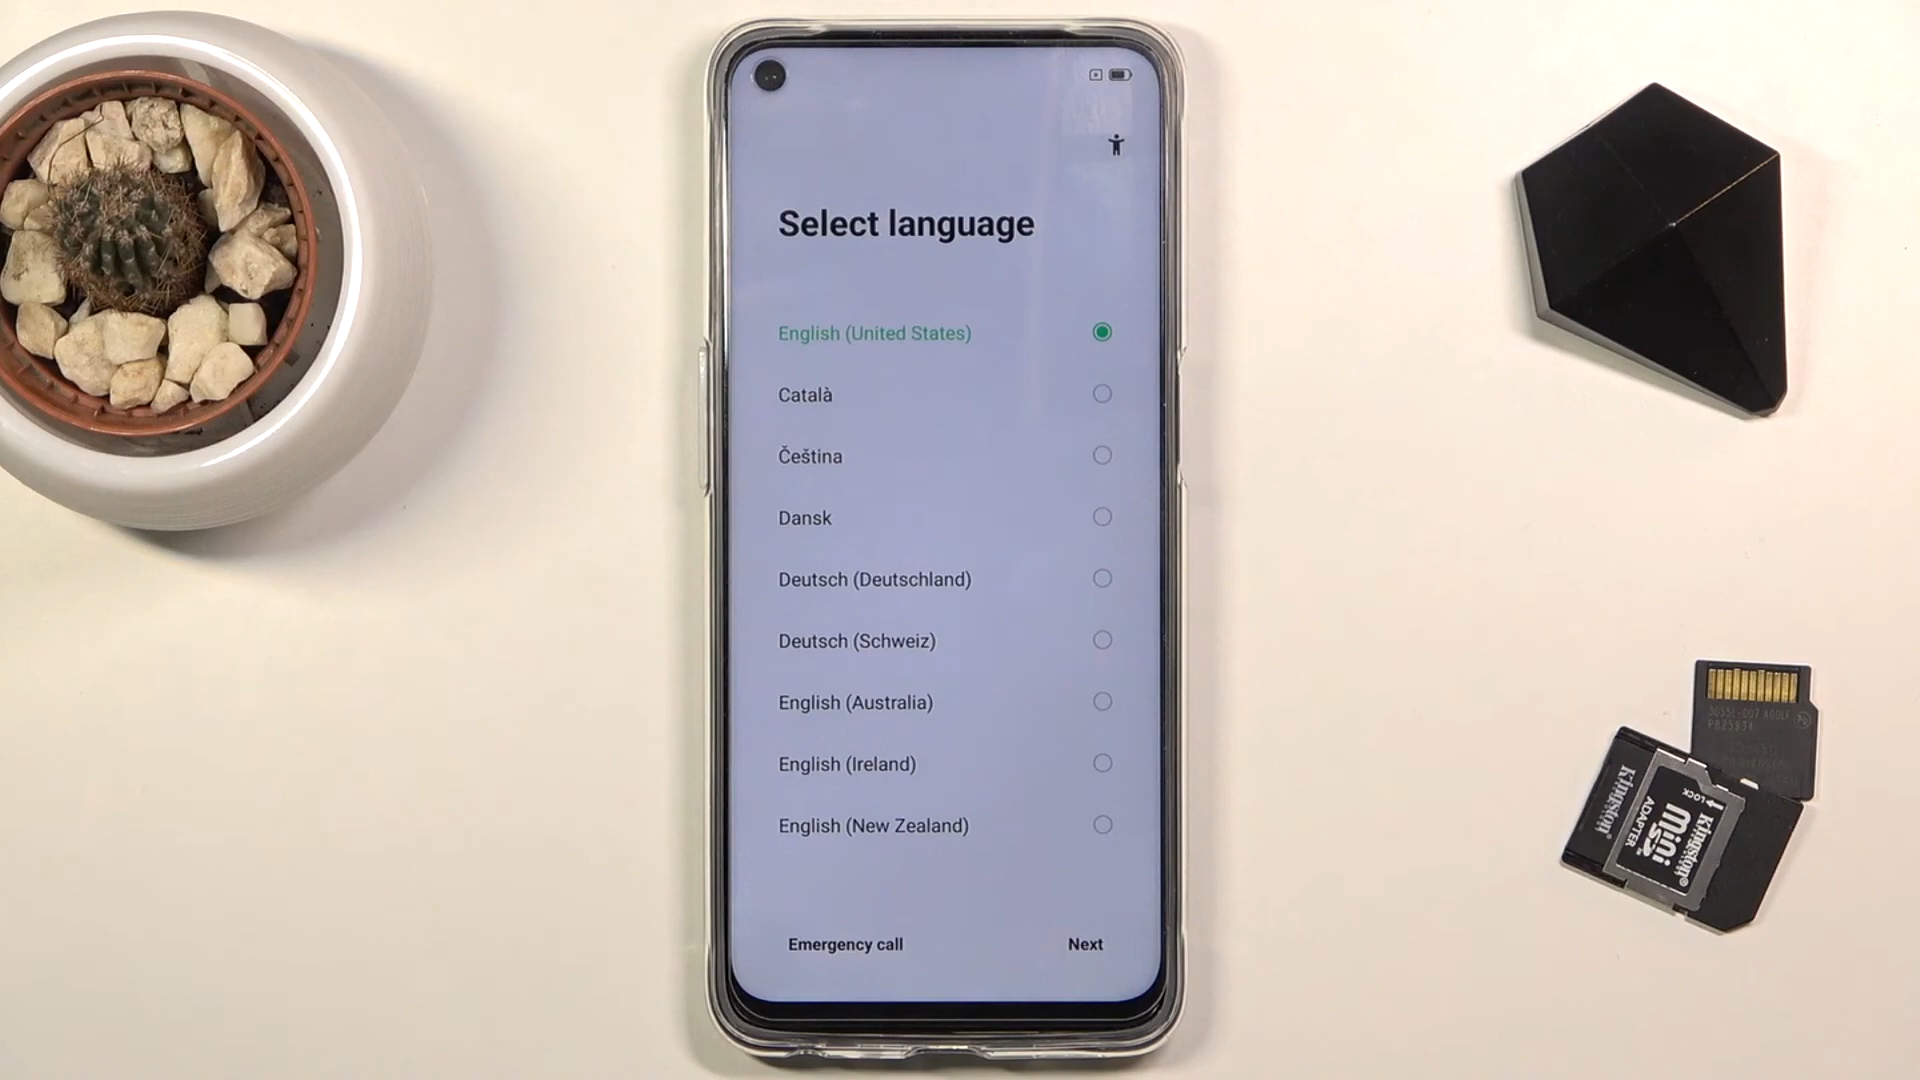 Select language
English (United States)
Català
Čeština
Dansk
Deutsch (Deutschland)
Deutsch (Schweiz)
English (Australia)
English (Ireland)
English (New Zealand)
Emergency call
Next
Kingston
LOCK
Kingston
mini
SD
ADAPTER